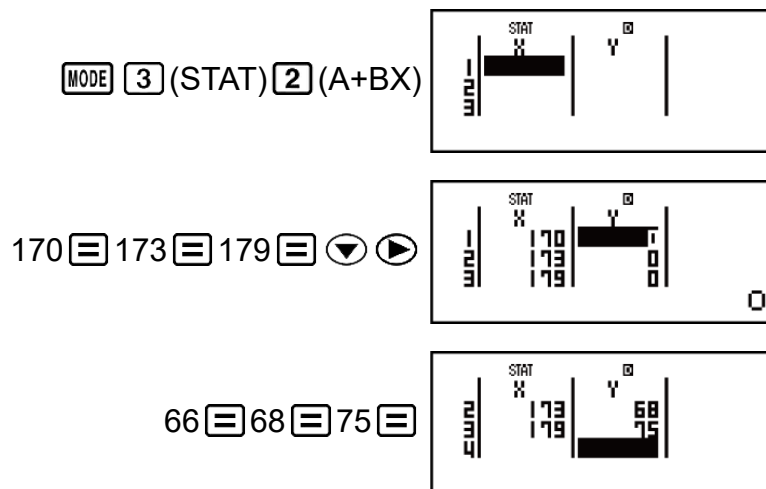 MODE 3 (STAT) 2 (A+BX)
STAT D
X Y
1
2
3
170 = 173 = 179 = ▼ ▶
STAT D
X Y
1 170
2 173 0
3 179 0
0
66 = 68 = 75 =
STAT D
X Y
2 173 68
3 179 75
4